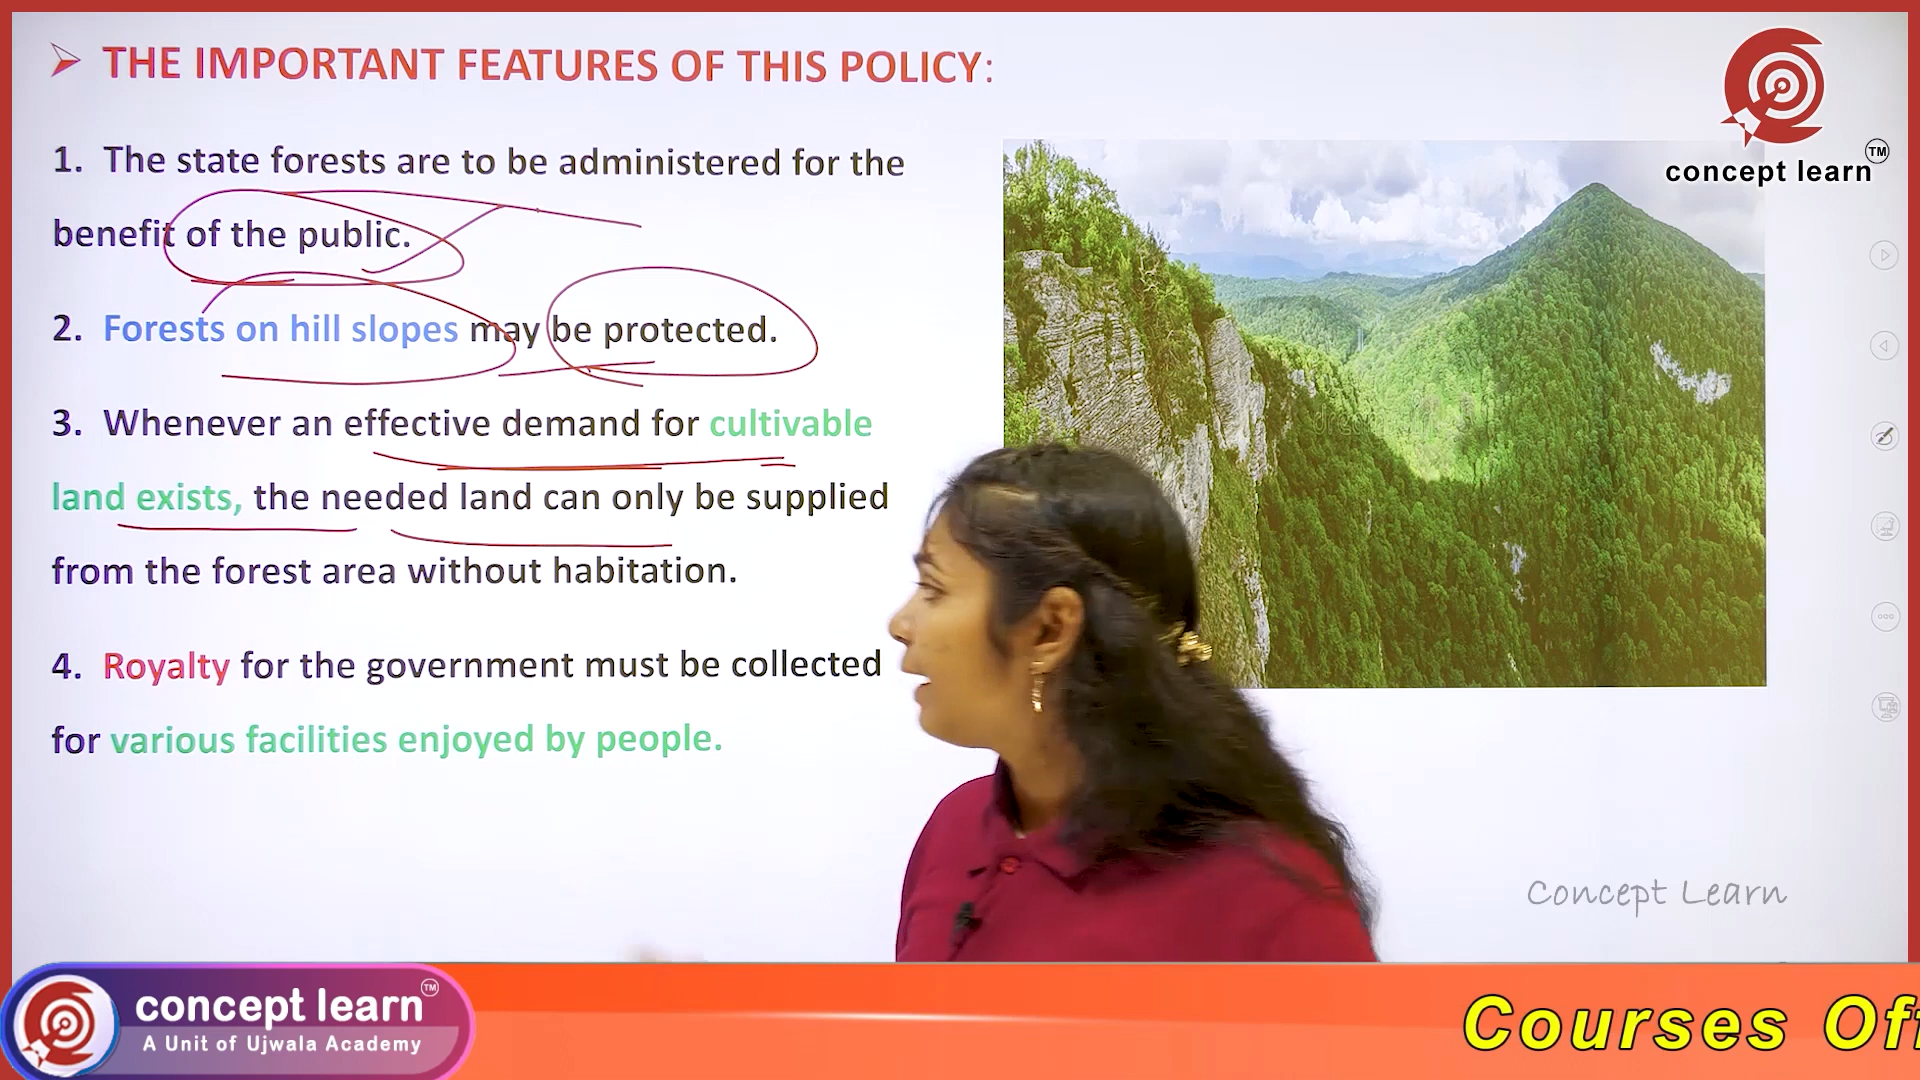 THE IMPORTANT FEATURES OF THIS POLICY:
1. The state forests are to be administered for the
benefit of the public.
2. Forests on hill slopes may be protected.
3. Whenever an effective demand for cultivable
land exists, the needed land can only be supplied
from the forest area without habitation.
4. Royalty for the government must be collected
for various facilities enjoyed by people.
concept learn
TM
Concept Learn
concept learn TM
A Unit of Ujwala Academy
Courses Off